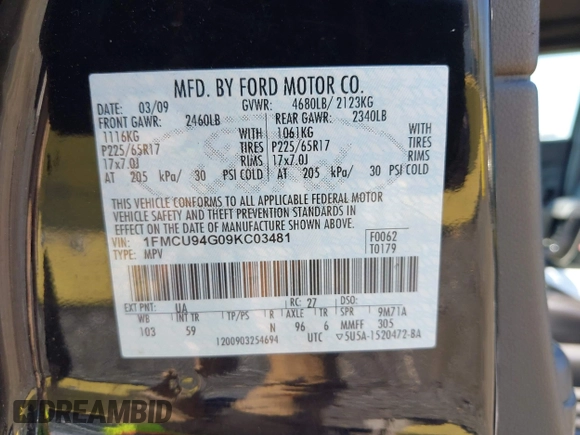 MFD. BY FORD MOTOR CO.
DATE: 03/09 GVWR: 4680LB/ 2123KG
FRONT GAWR: 2460LB REAR GAWR: 2340LB
1116KG WITH 1061KG WITH
P225/65R17 TIRES P225/65R17 TIRES
17x7.0J RIMS 17x7.0J RIMS
AT 205 kPa/ 30 PSI COLD AT 205 kPa/ 30 PSI COLD
THIS VEHICLE CONFORMS TO ALL APPLICABLE FEDERAL MOTOR
VEHICLE SAFETY AND THEFT PREVENTION STANDARDS IN
EFFECT ON THE DATE OF MANUFACTURE SHOWN ABOVE.
VIN: 1FMCU94G09KC03481 F0062
TYPE: MPV T0179
EXT PNT: UA RC: 27 DSO:
WB INT TR TP/PS R AXLE TR SPR 9M71A
103 59 N 96 6 MMFF 305
1200903254694 UTC ▽5U5A-1520472-BA
DREAMBID